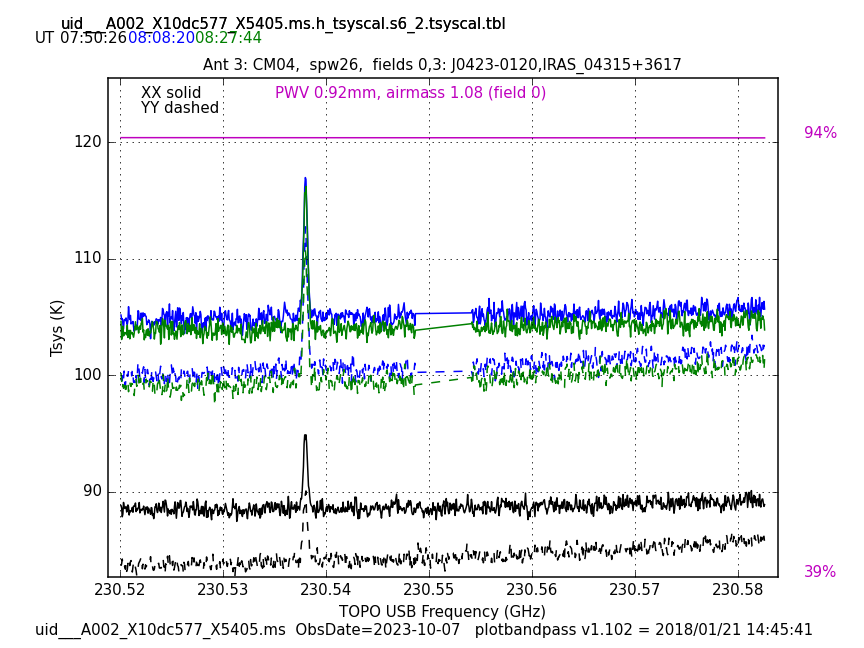 uid___A002_X10dc577_X5405.ms.h_tsyscal.s6_2.tsyscal.tbl
UT 07:50:26 08:08:20 08:27:44
Ant 3: CM04,  spw26,  fields 0,3: J0423-0120,IRAS_04315+3617
XX solid
YY dashed
PWV 0.92mm, airmass 1.08 (field 0)
94%
39%
120
110
100
90
Tsys (K)
230.52 230.53 230.54 230.55 230.56 230.57 230.58
TOPO USB Frequency (GHz)
uid___A002_X10dc577_X5405.ms  ObsDate=2023-10-07   plotbandpass v1.102 = 2018/01/21 14:45:41